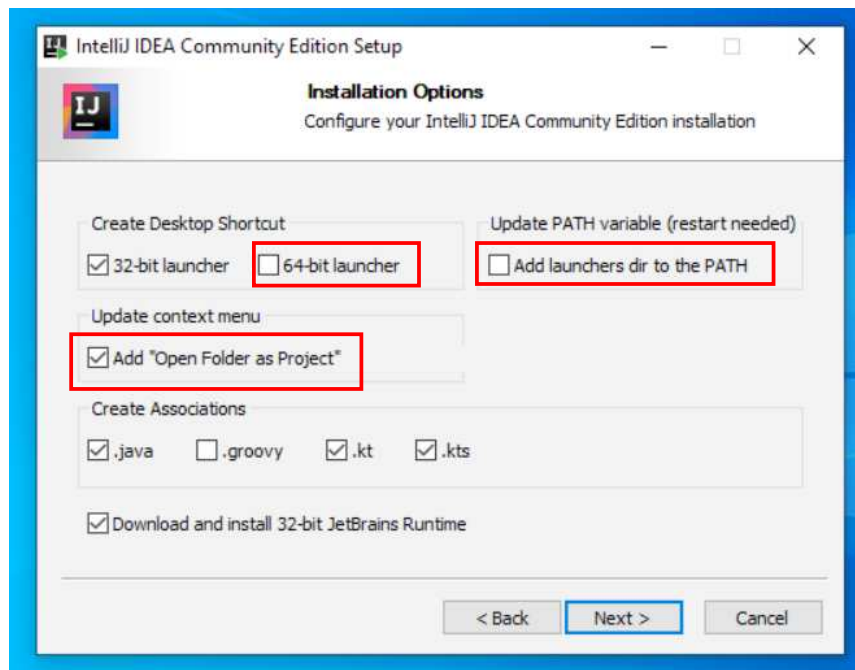 IntelliJ IDEA Community Edition Setup
IJ
Installation Options
Configure your IntelliJ IDEA Community Edition installation
Create Desktop Shortcut
Update PATH variable (restart needed)
32-bit launcher
64-bit launcher
Add launchers dir to the PATH
Update context menu
Add "Open Folder as Project"
Create Associations
.java
.groovy
.kt
.kts
Download and install 32-bit JetBrains Runtime
< Back
Next >
Cancel